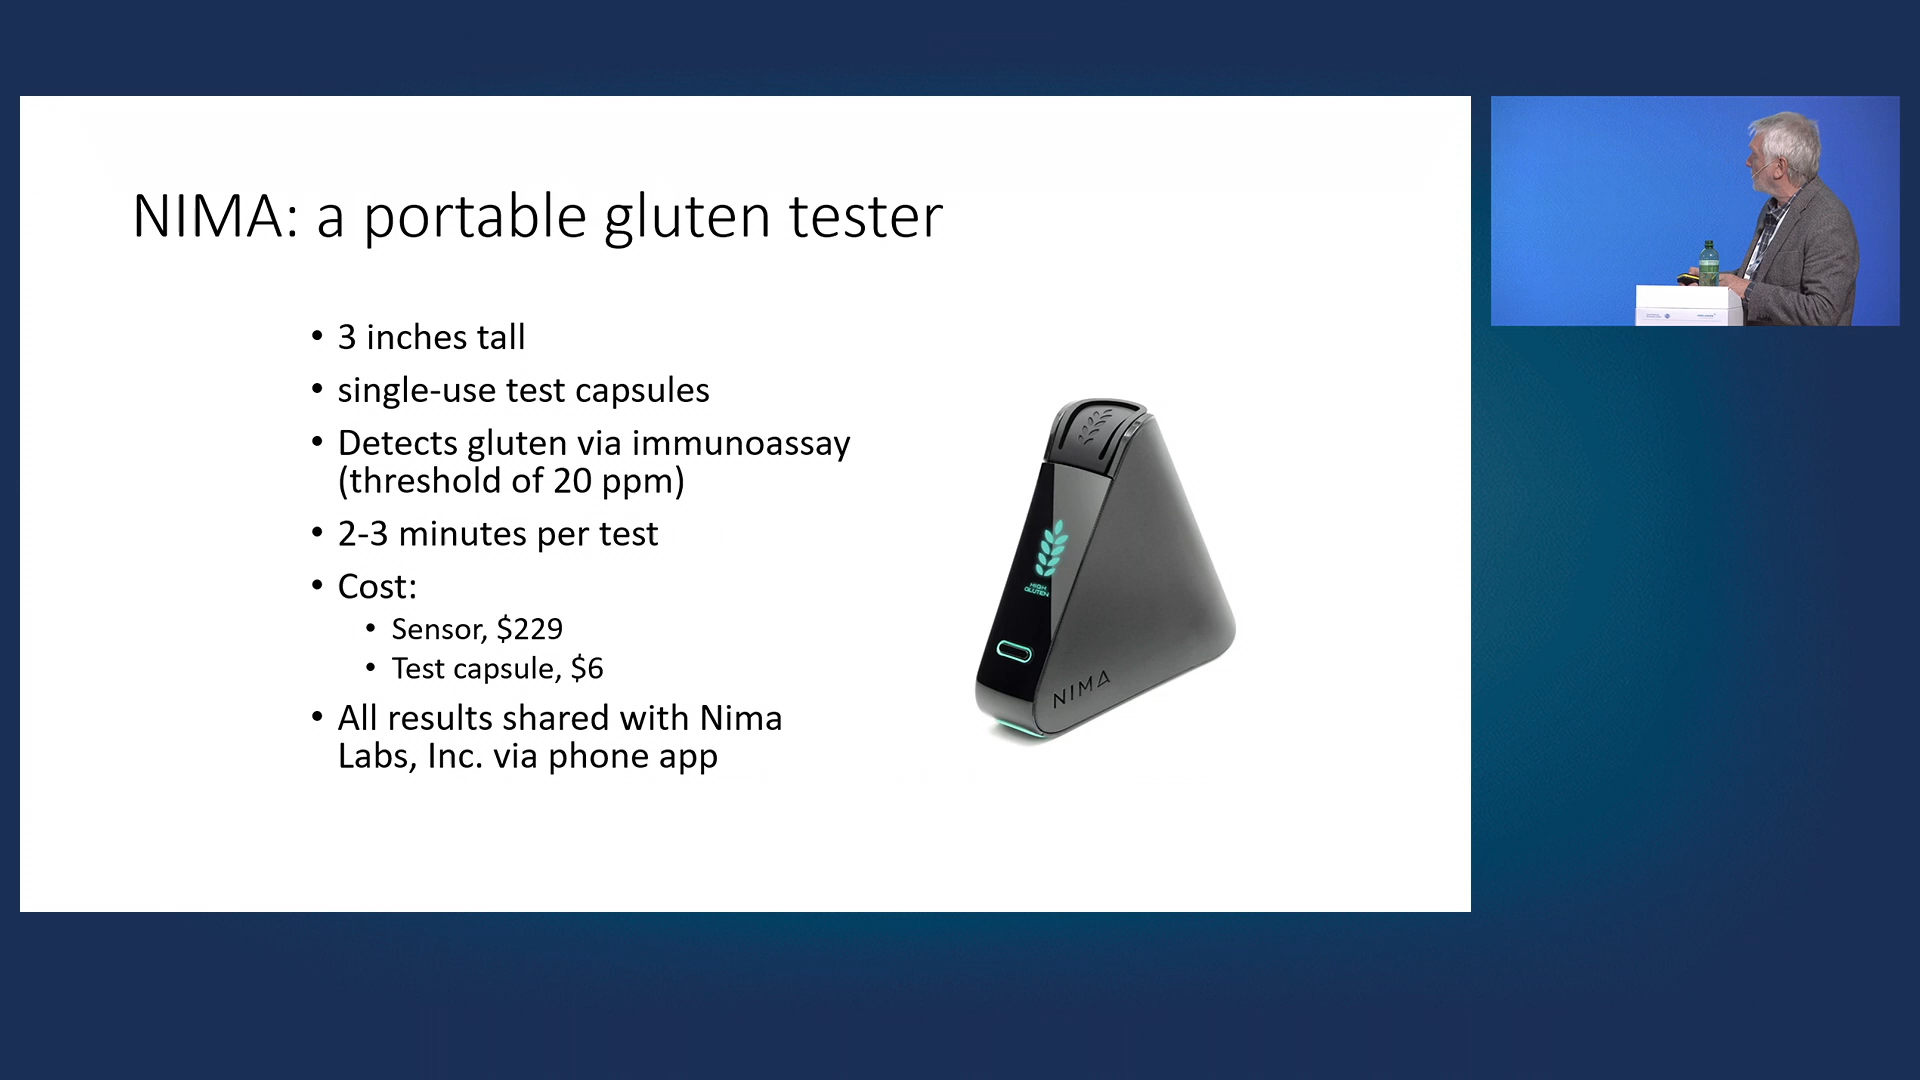 NIMA: a portable gluten tester
• 3 inches tall
• single-use test capsules
• Detects gluten via immunoassay
(threshold of 20 ppm)
• 2-3 minutes per test
• Cost:
• Sensor, $229
• Test capsule, $6
• All results shared with Nima
Labs, Inc. via phone app
HIGH
GLUTEN
NIMA